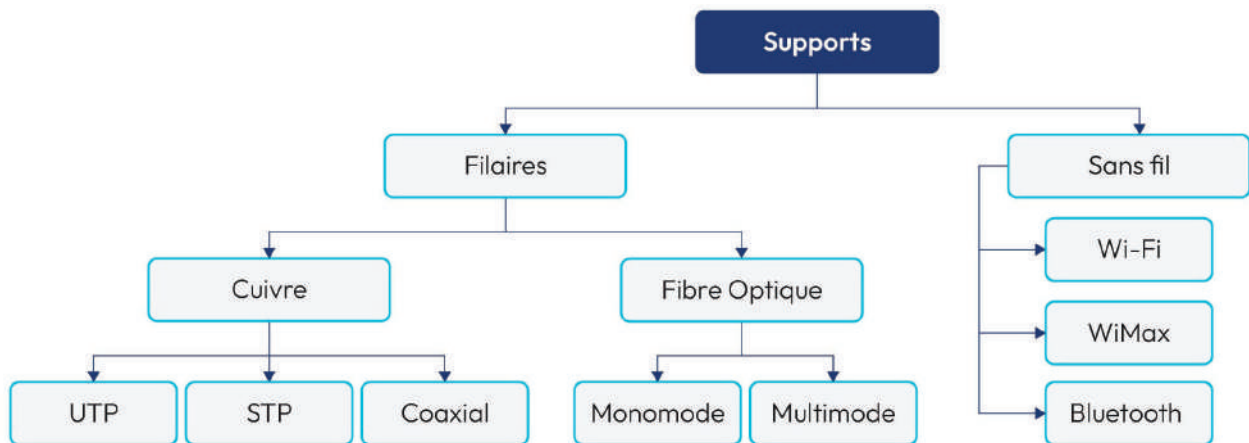 Supports
Filaires
Sans fil
Cuivre
Fibre Optique
Wi-Fi
WiMax
Bluetooth
UTP
STP
Coaxial
Monomode
Multimode